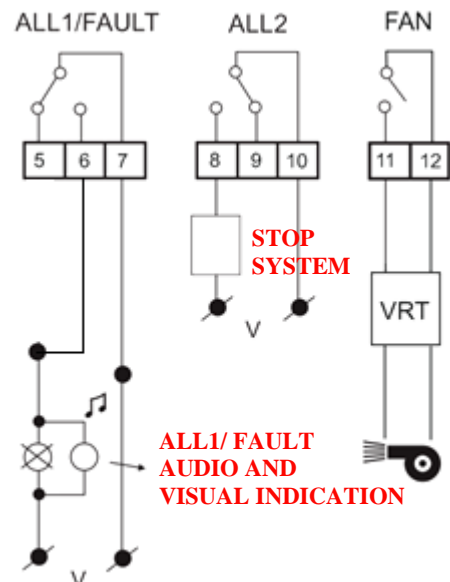 ALL1/FAULT ALL2 FAN
5 6 7 8 9 10 11 12
STOP
SYSTEM
VRT
V
ALL1/ FAULT
AUDIO AND
VISUAL INDICATION
V